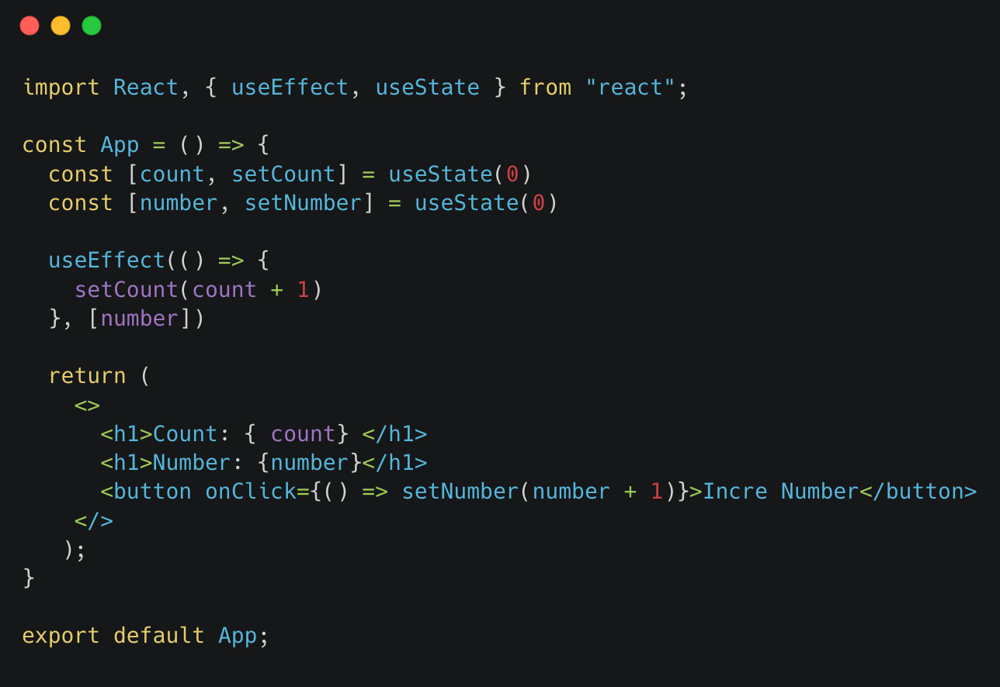 import React, { useEffect, useState } from "react";

const App = () => {
  const [count, setCount] = useState(0)
  const [number, setNumber] = useState(0)

  useEffect(() => {
    setCount(count + 1)
  }, [number])

  return (
    <>
      <h1>Count: { count} </h1>
      <h1>Number: {number}</h1>
      <button onClick={() => setNumber(number + 1)}>Incre Number</button>
    </>
   );
}

export default App;